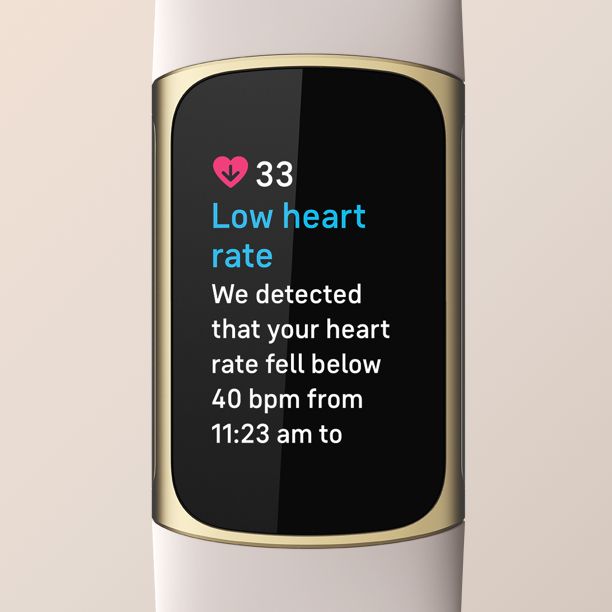 33
Low heart
rate
We detected
that your heart
rate fell below
40 bpm from
11:23 am to